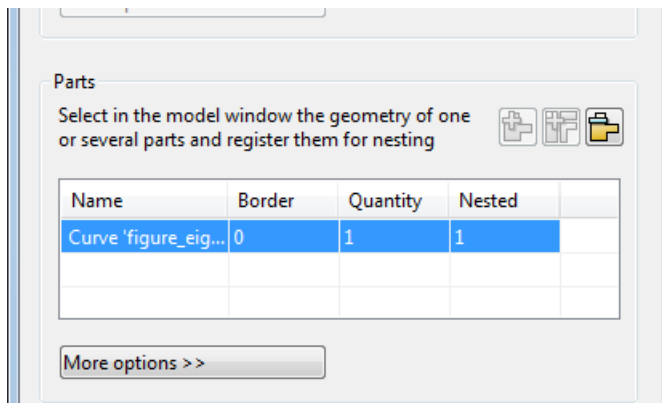 Parts
Select in the model window the geometry of one
or several parts and register them for nesting
Name Border Quantity Nested
Curve 'figure_eig... 0 1 1
More options >>